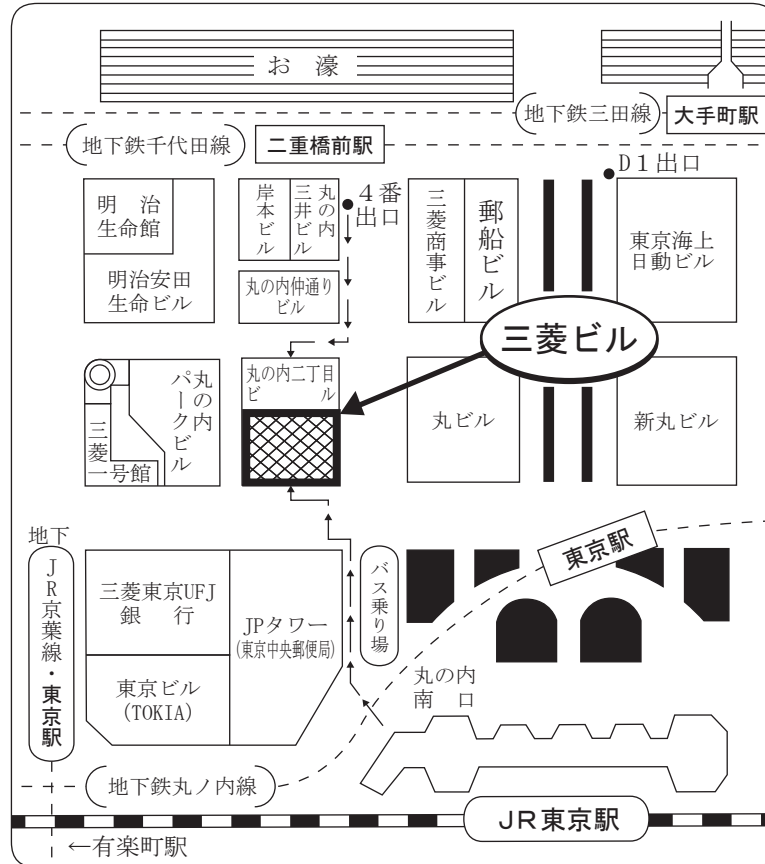 お 濠
地下鉄三田線
大手町駅
地下鉄千代田線
二重橋前駅
D1出口
明 治
生命館
明治安田
生命ビル
岸本ビル
丸の内
三井ビル
4番
出口
丸の内仲通り
ビル
三菱商事ビル
郵船ビル
東京海上
日動ビル
三菱ビル
丸の内
パークビル
三菱
一号館
丸の内二丁目
ビ ル
丸ビル
新丸ビル
地下
JR京葉線・東京駅
三菱東京UFJ
銀 行
東京ビル
(TOKIA)
JPタワー
(東京中央郵便局)
バス乗り場
東京駅
丸の内
南 口
地下鉄丸ノ内線
JR東京駅
←有楽町駅